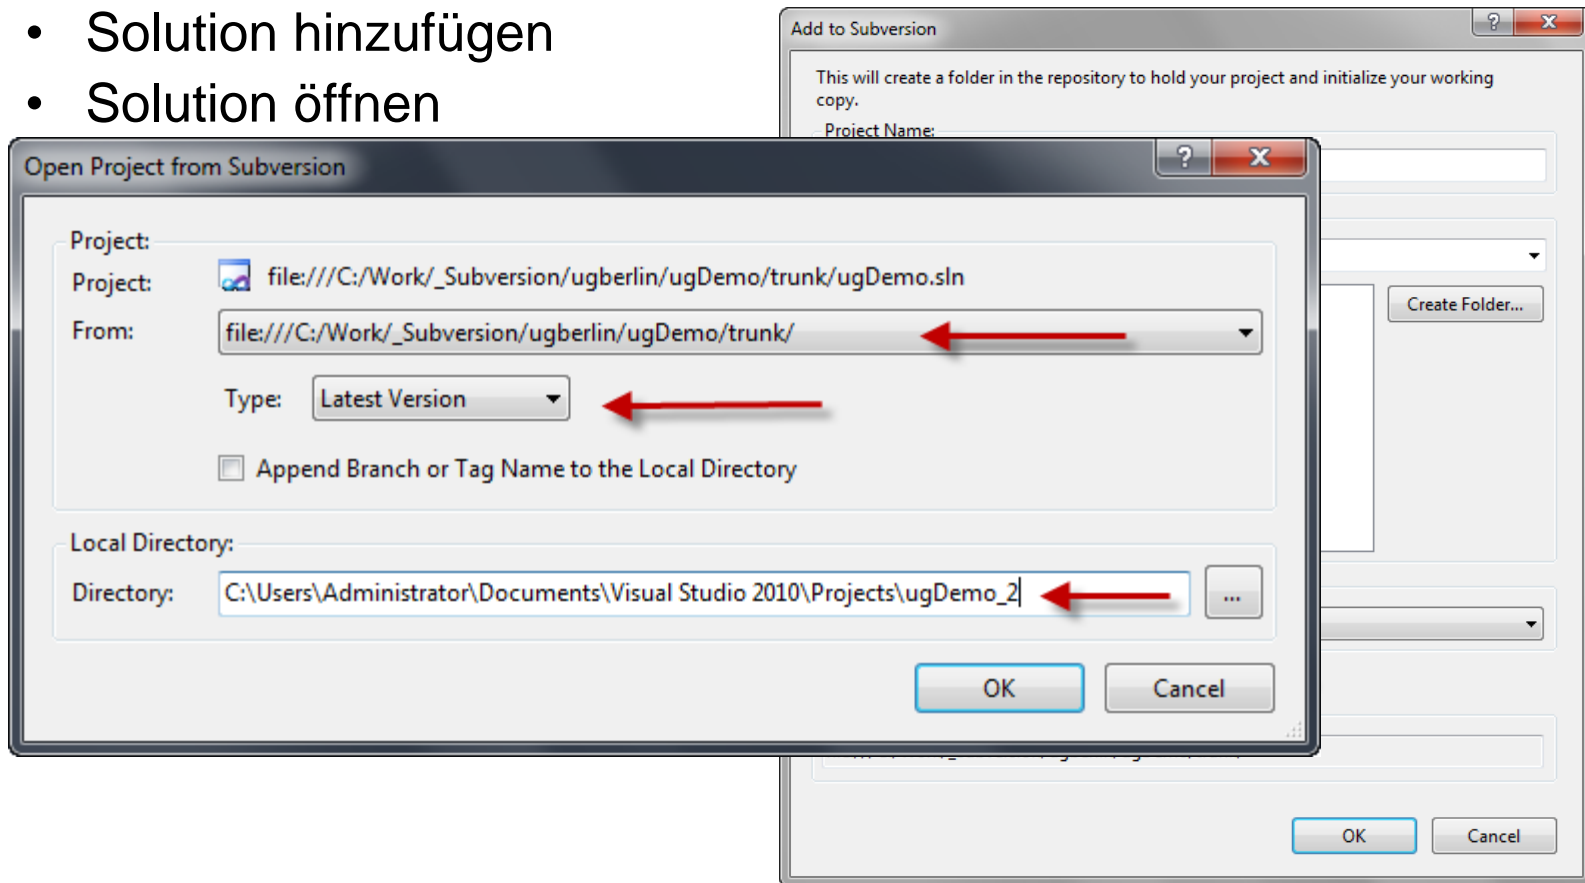 • Solution hinzufügen
• Solution öffnen
Add to Subversion
This will create a folder in the repository to hold your project and initialize your working
copy.
Project Name:
Create Folder...
OK
Cancel
Open Project from Subversion
Project:
Project: file:///C:/Work/_Subversion/ugberlin/ugDemo/trunk/ugDemo.sln
From: file:///C:/Work/_Subversion/ugberlin/ugDemo/trunk/
Type: Latest Version
Append Branch or Tag Name to the Local Directory
Local Directory:
Directory: C:\Users\Administrator\Documents\Visual Studio 2010\Projects\ugDemo_2 ...
OK Cancel